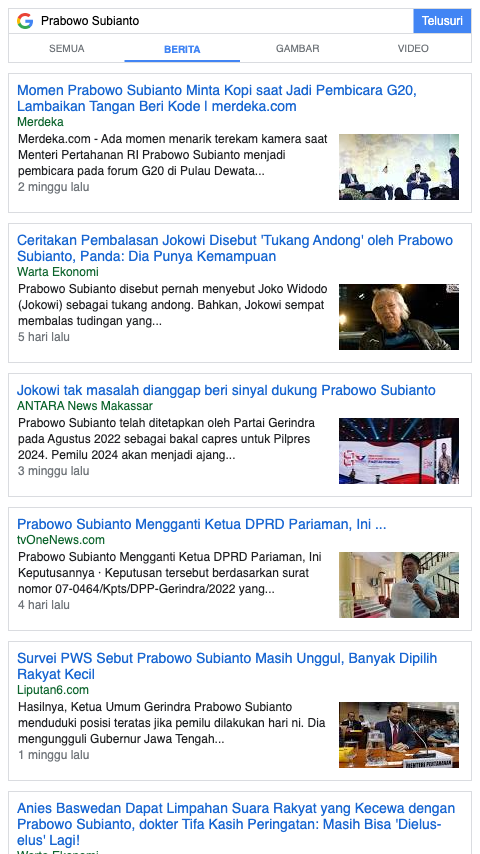 Prabowo Subianto
Telusuri
SEMUA
BERITA
GAMBAR
VIDEO
Momen Prabowo Subianto Minta Kopi saat Jadi Pembicara G20,
Lambaikan Tangan Beri Kode | merdeka.com
Merdeka
Merdeka.com - Ada momen menarik terekam kamera saat
Menteri Pertahanan RI Prabowo Subianto menjadi
pembicara pada forum G20 di Pulau Dewata...
2 minggu lalu
Ceritakan Pembalasan Jokowi Disebut 'Tukang Andong' oleh Prabowo
Subianto, Panda: Dia Punya Kemampuan
Warta Ekonomi
Prabowo Subianto disebut pernah menyebut Joko Widodo
(Jokowi) sebagai tukang andong. Bahkan, Jokowi sempat
membalas tudingan yang...
5 hari lalu
Jokowi tak masalah dianggap beri sinyal dukung Prabowo Subianto
ANTARA News Makassar
Prabowo Subianto telah ditetapkan oleh Partai Gerindra
pada Agustus 2022 sebagai bakal capres untuk Pilpres
2024. Pemilu 2024 akan menjadi ajang...
3 minggu lalu
Prabowo Subianto Mengganti Ketua DPRD Pariaman, Ini ...
tvOneNews.com
Prabowo Subianto Mengganti Ketua DPRD Pariaman, Ini
Keputusannya · Keputusan tersebut berdasarkan surat
nomor 07-0464/Kpts/DPP-Gerindra/2022 yang...
4 hari lalu
Survei PWS Sebut Prabowo Subianto Masih Unggul, Banyak Dipilih
Rakyat Kecil
Liputan6.com
Hasilnya, Ketua Umum Gerindra Prabowo Subianto
menduduki posisi teratas jika pemilu dilakukan hari ni. Dia
mengungguli Gubernur Jawa Tengah...
1 minggu lalu
MENTERI PERTAHANAN
Anies Baswedan Dapat Limpahan Suara Rakyat yang Kecewa dengan
Prabowo Subianto, dokter Tifa Kasih Peringatan: Masih Bisa 'Dielus-
elus' Lagi!
Warta Ekonomi